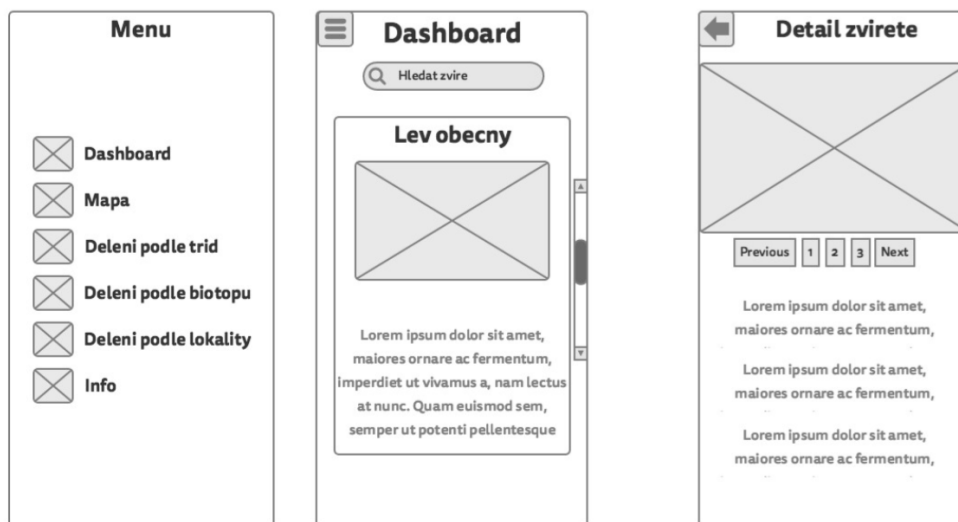 Menu
Dashboard
Mapa
Deleni podle trid
Deleni podle biotopu
Deleni podle lokality
Info
Dashboard
Hledat zvire
Lev obecny
Lorem ipsum dolor sit amet,
maiores ornare ac fermentum,
imperdiet ut vivamus a, nam lectus
at nunc. Quam euismod sem,
semper ut potenti pellentesque
Detail zvirete
Previous 1 2 3 Next
Lorem ipsum dolor sit amet,
maiores ornare ac fermentum,
Lorem ipsum dolor sit amet,
maiores ornare ac fermentum,
Lorem ipsum dolor sit amet,
maiores ornare ac fermentum,